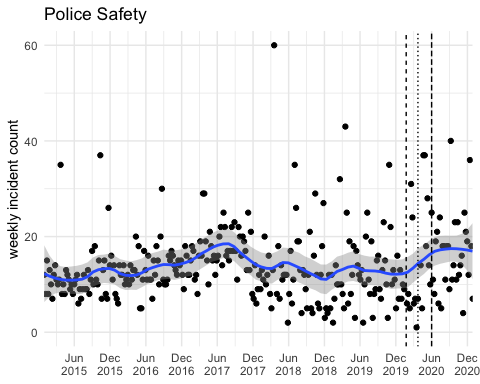 Police Safety
weekly incident count
60
40
20
0
Jun Dec Jun Dec Jun Dec Jun Dec Jun Dec Jun Dec
2015 2015 2016 2016 2017 2017 2018 2018 2019 2019 2020 2020